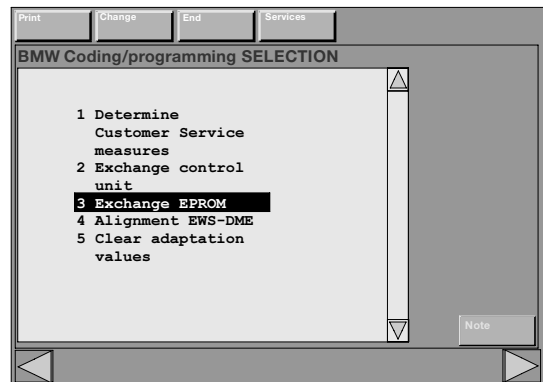 Print Change End Services
BMW Coding/programming SELECTION
1 Determine
Customer Service
measures
2 Exchange control
unit
3 Exchange EPROM
4 Alignment EWS-DME
5 Clear adaptation
values
Note